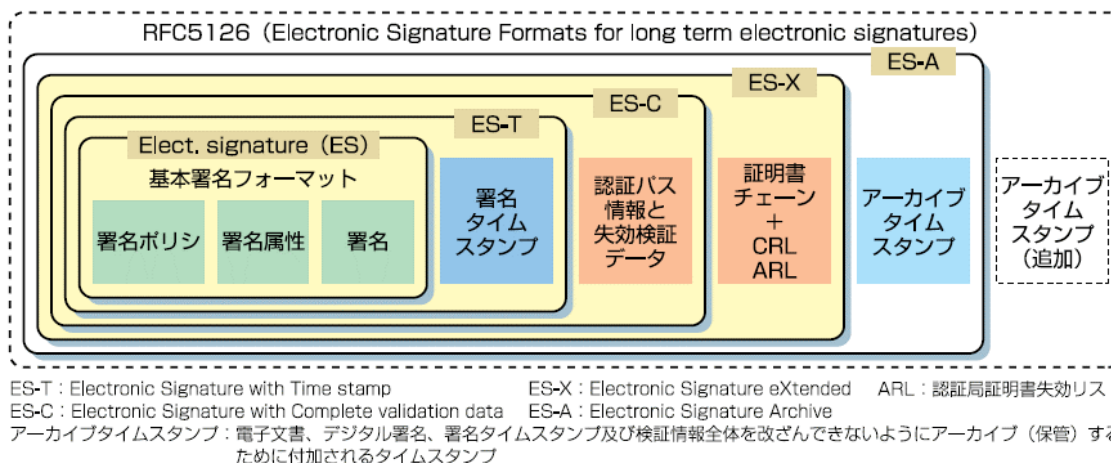 RFC5126（Electronic Signature Formats for long term electronic signatures）
ES-A
ES-X
ES-C
ES-T
Elect. signature（ES）
基本署名フォーマット
署名ポリシ
署名属性
署名
署名
タイム
スタンプ
認証パス
情報と
失効検証
データ
証明書
チェーン
＋
CRL
ARL
アーカイブ
タイム
スタンプ
アーカイブ
タイム
スタンプ
（追加）
ES-T：Electronic Signature with Time stamp
ES-X：Electronic Signature eXtended
ARL：認証局証明書失効リス
ES-C：Electronic Signature with Complete validation data
ES-A：Electronic Signature Archive
アーカイブタイムスタンプ：電子文書、デジタル署名、署名タイムスタンプ及び検証情報全体を改ざんできないようにアーカイブ（保管）する
ために付加されるタイムスタンプ